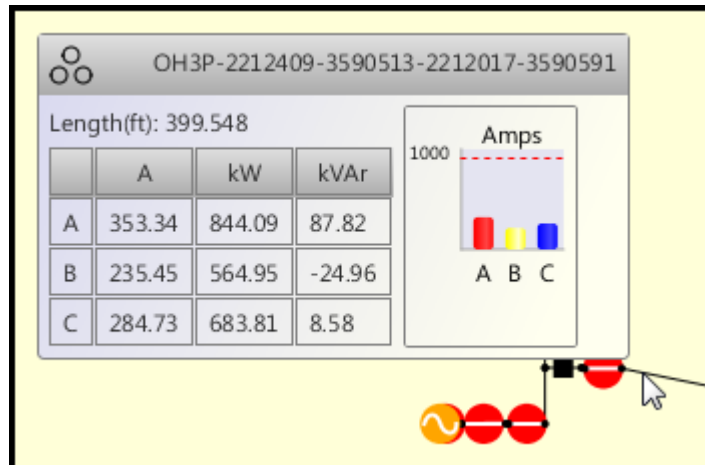 OH3P-2212409-3590513-2212017-3590591
Length(ft): 399.548
A kW kVAr
A 353.34 844.09 87.82
B 235.45 564.95 -24.96
C 284.73 683.81 8.58
Amps
1000
A B C